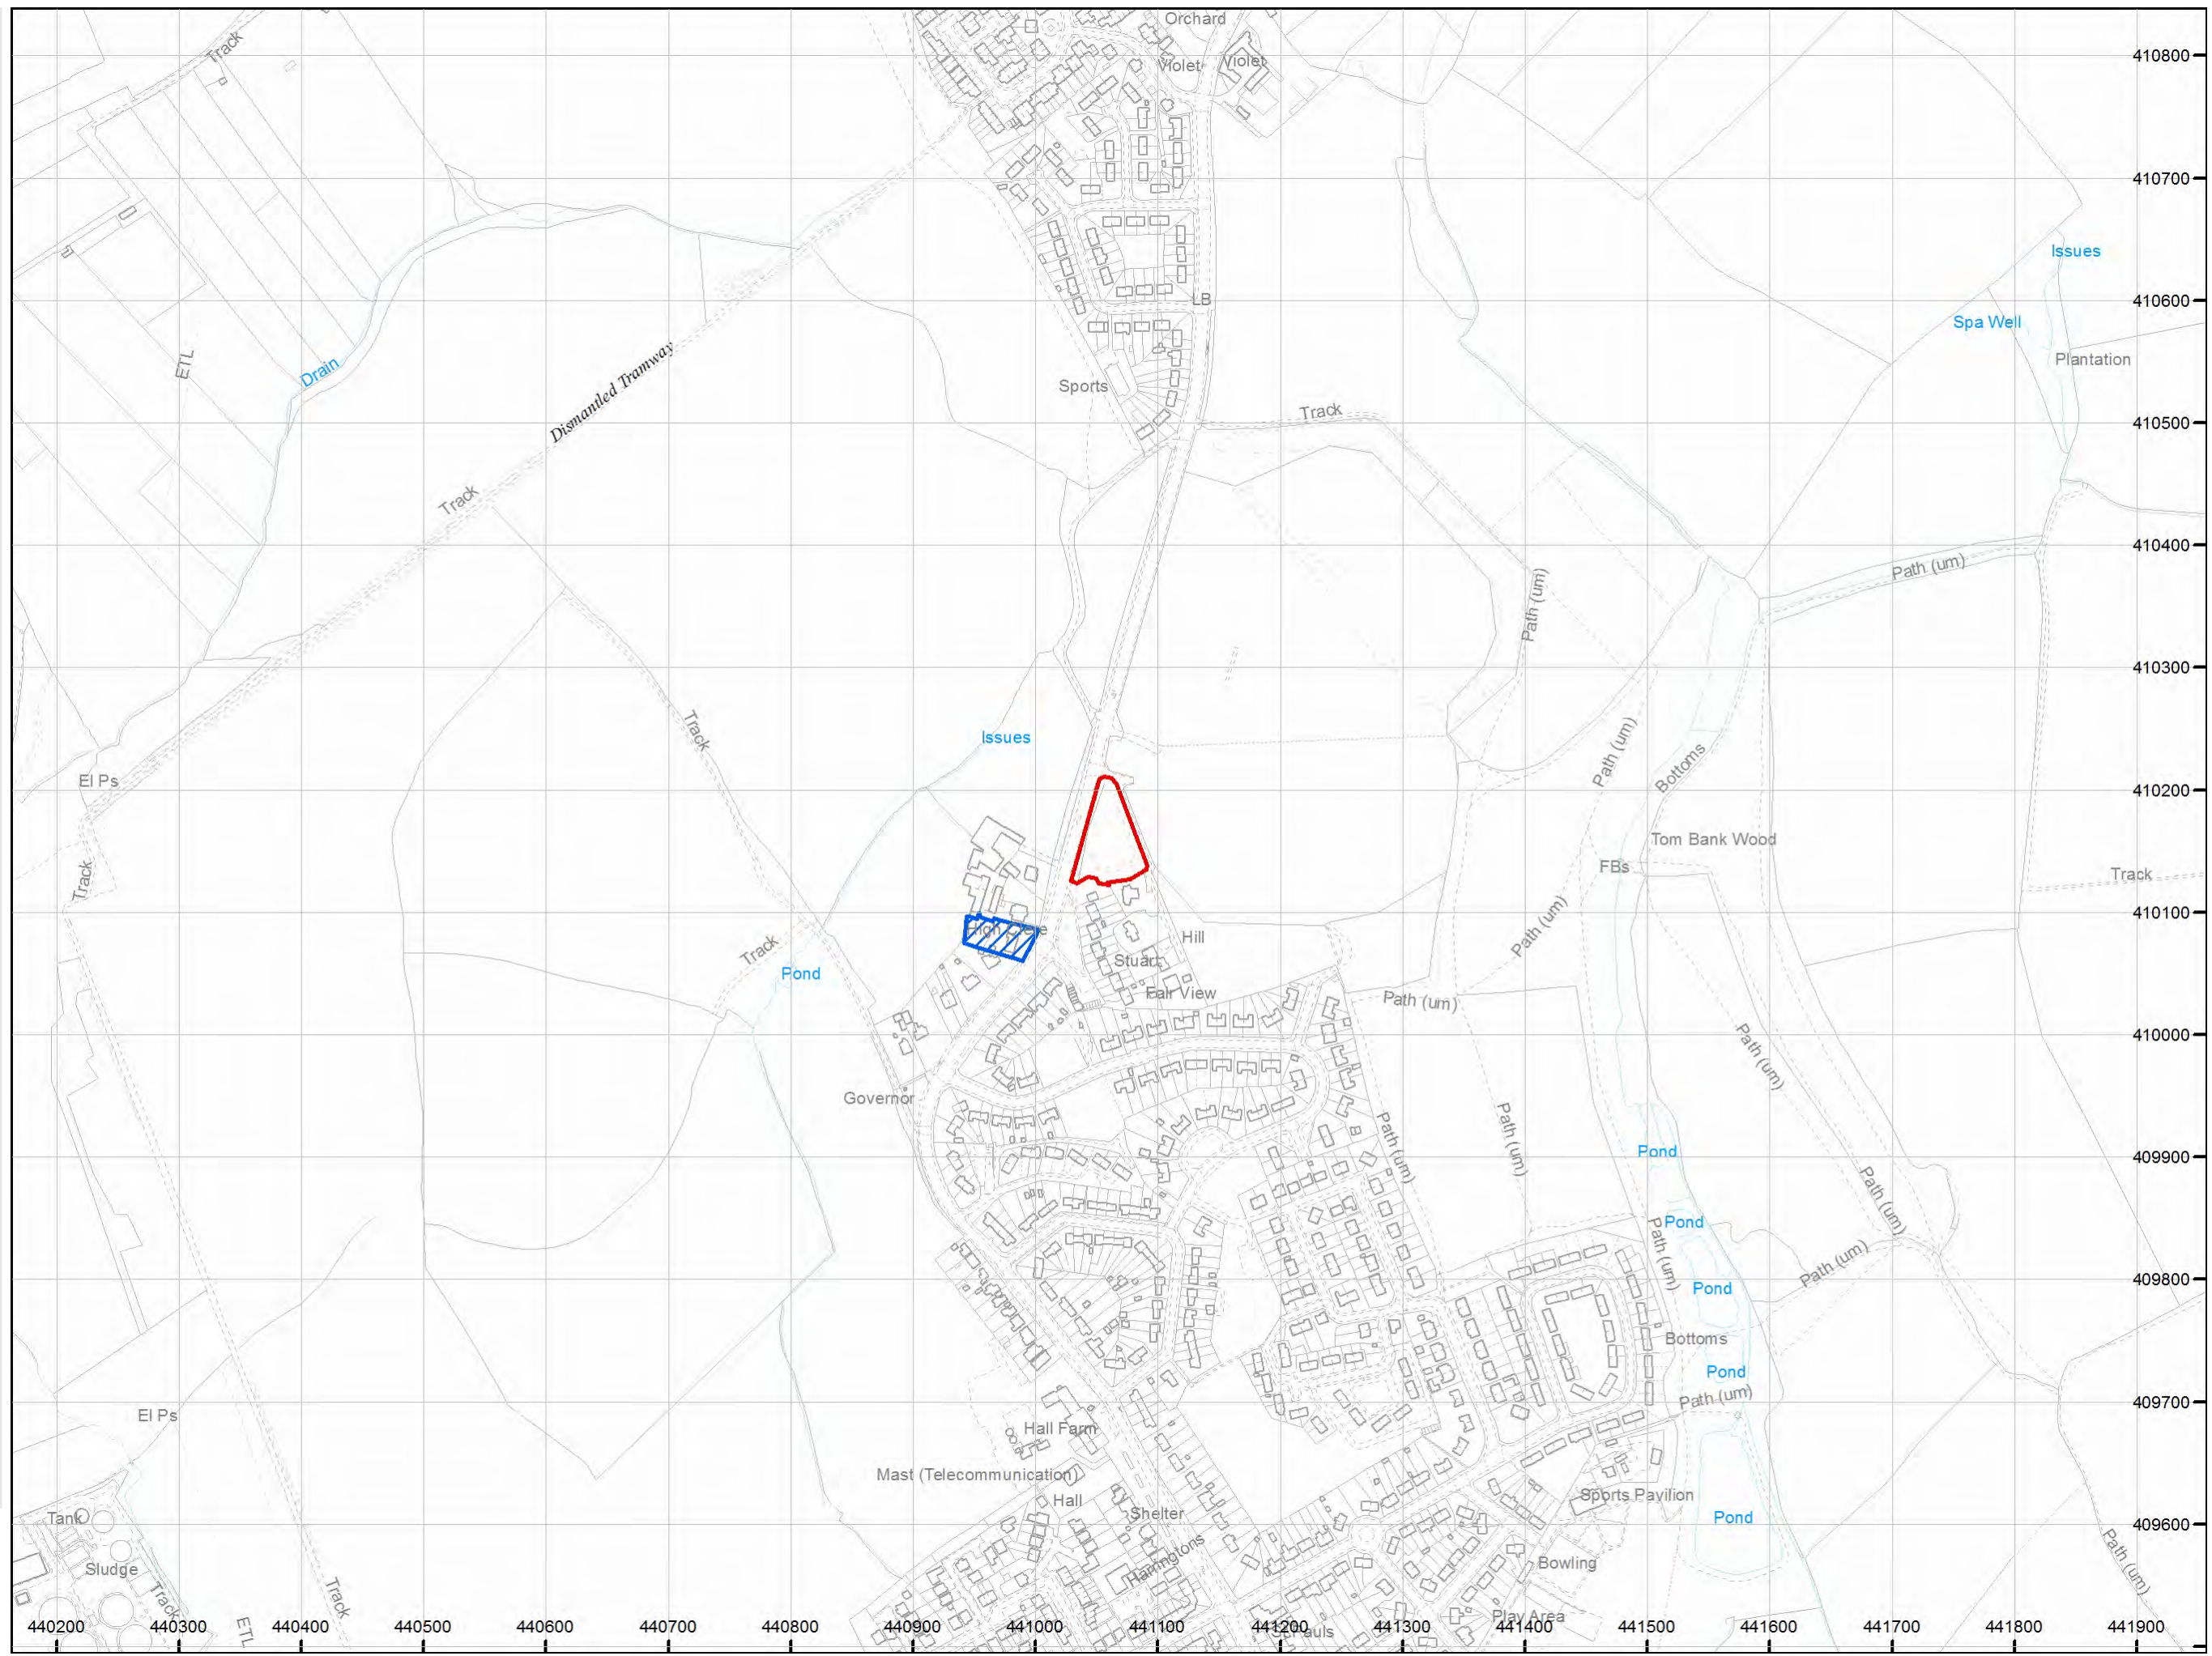 Orchard
Track
410800
Violet
Violet
410700
Issues
410600
LB
Spa Well
Plantation
ETL
Drain
Dismantled Tramway
Sports
Track
410500
Track
410400
Path (um)
Path (um)
410300
Track
Issues
Path (um)
Bottoms
El Ps
410200
Tom Bank Wood
FBs
Track
Track
410100
Path (um)
Hill
Track
Stuart
Pond
Fair View
Path (um)
410000
Path (um)
Governor
Path (um)
Path (um)
Pond
409900
Path (um)
Pond
Path (um)
Path (um)
Pond
409800
Bottoms
Pond
Path (um)
409700
El Ps
Hall Farm
Mast (Telecommunication)
Hall
Sports Pavilion
Shelter
Pond
Tank
409600
Harringtons
Bowling
Path (um)
Sludge
Track
Track
ETL
Play Area
440200 440300 440400 440500 440600 440700 440800 440900 441000 441100 441200 441300 441400 441500 441600 441700 441800 441900